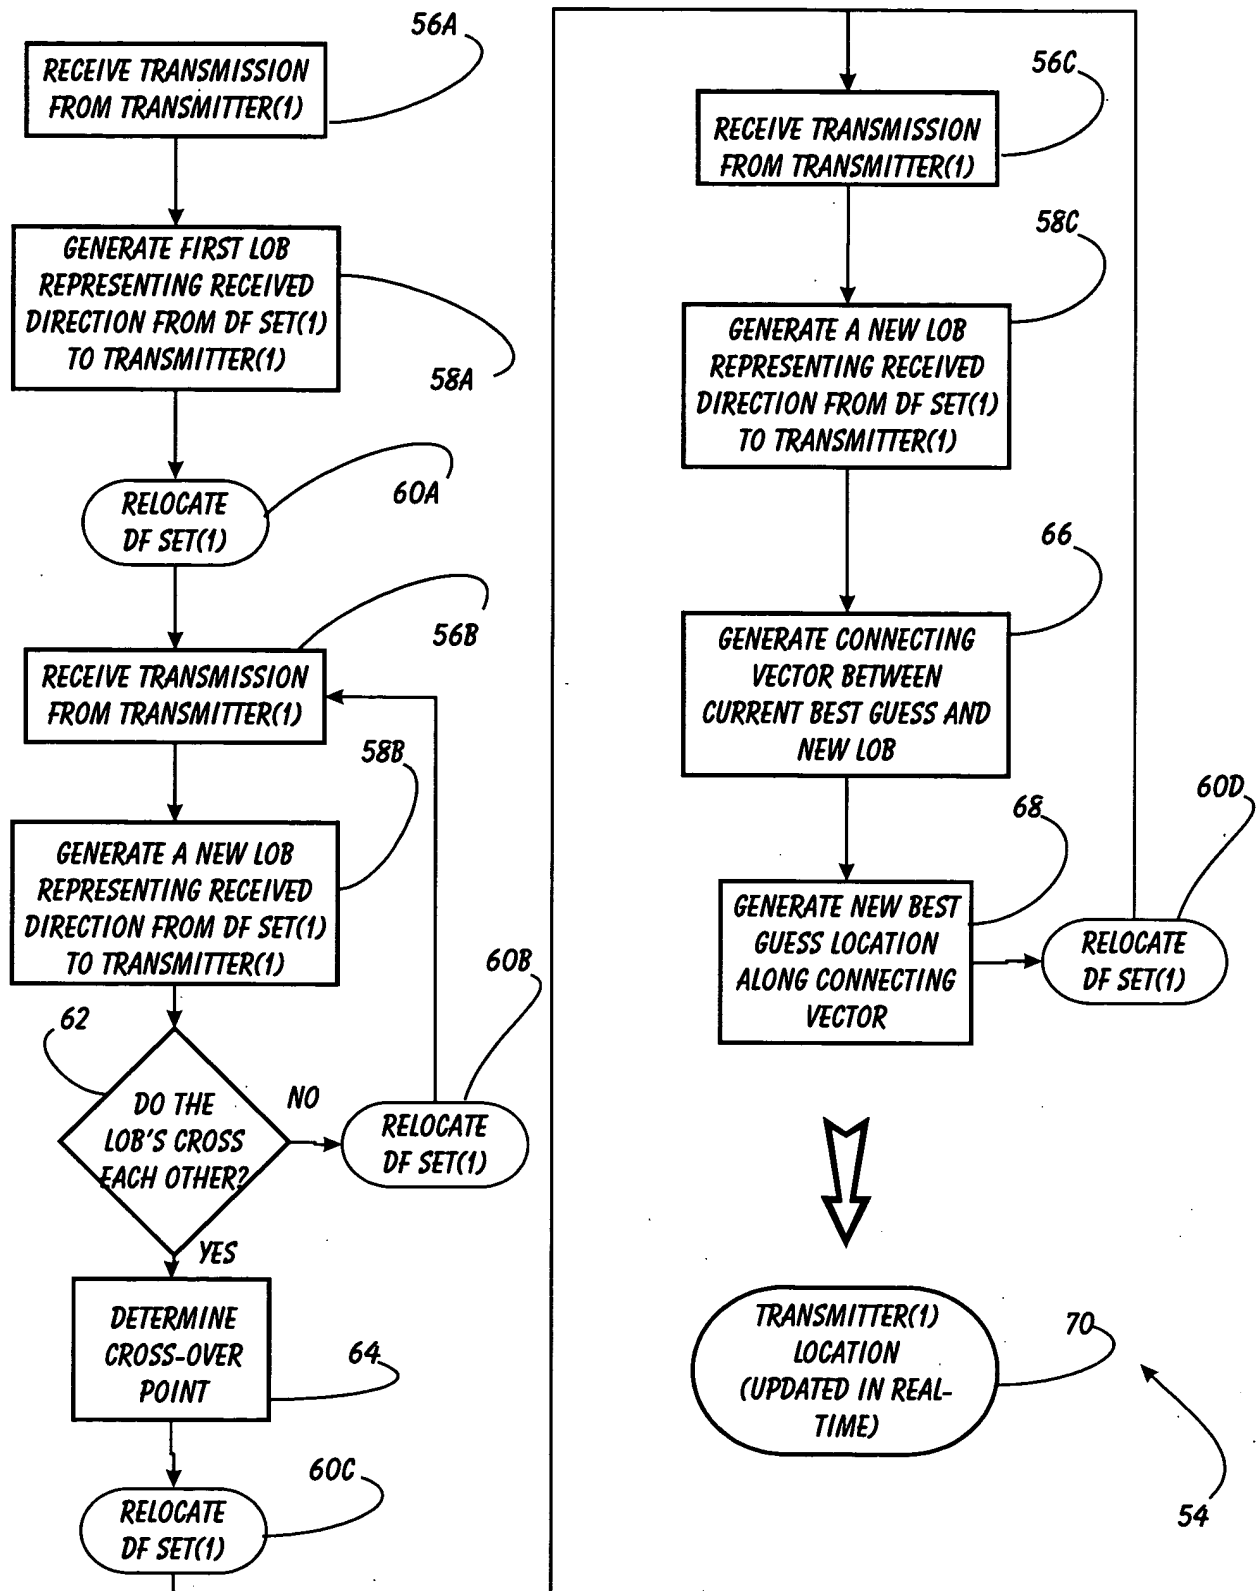 56A
RECEIVE TRANSMISSION
FROM TRANSMITTER(1)
GENERATE FIRST LOB
REPRESENTING RECEIVED
DIRECTION FROM DF SET(1)
TO TRANSMITTER(1)
58A
RELOCATE
DF SET(1)
60A
56B
RECEIVE TRANSMISSION
FROM TRANSMITTER(1)
58B
GENERATE A NEW LOB
REPRESENTING RECEIVED
DIRECTION FROM DF SET(1)
TO TRANSMITTER(1)
62
DO THE
LOB'S CROSS
EACH OTHER?
NO
60B
RELOCATE
DF SET(1)
YES
DETERMINE
CROSS-OVER
POINT
64
60C
RELOCATE
DF SET(1)
56C
RECEIVE TRANSMISSION
FROM TRANSMITTER(1)
58C
GENERATE A NEW LOB
REPRESENTING RECEIVED
DIRECTION FROM DF SET(1)
TO TRANSMITTER(1)
66
GENERATE CONNECTING
VECTOR BETWEEN
CURRENT BEST GUESS AND
NEW LOB
68
GENERATE NEW BEST
GUESS LOCATION
ALONG CONNECTING
VECTOR
60D
RELOCATE
DF SET(1)
TRANSMITTER(1)
LOCATION
(UPDATED IN REAL-
TIME)
70
54